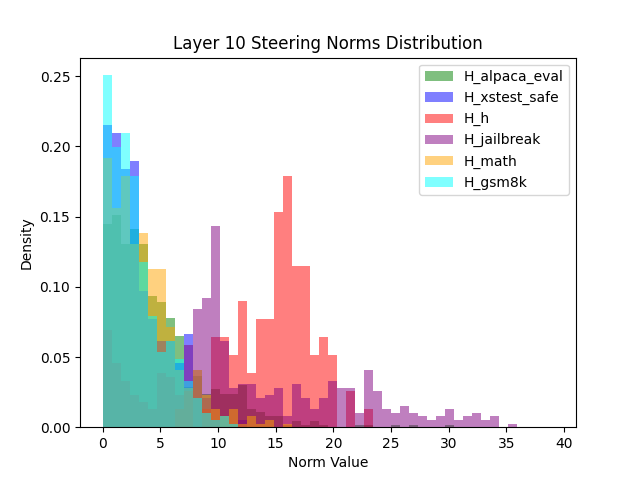 Layer 10 Steering Norms Distribution
H_alpaca_eval
H_xstest_safe
H_h
H_jailbreak
H_math
H_gsm8k
Density
0.25
0.20
0.15
0.10
0.05
0.00
0 5 10 15 20 25 30 35 40
Norm Value